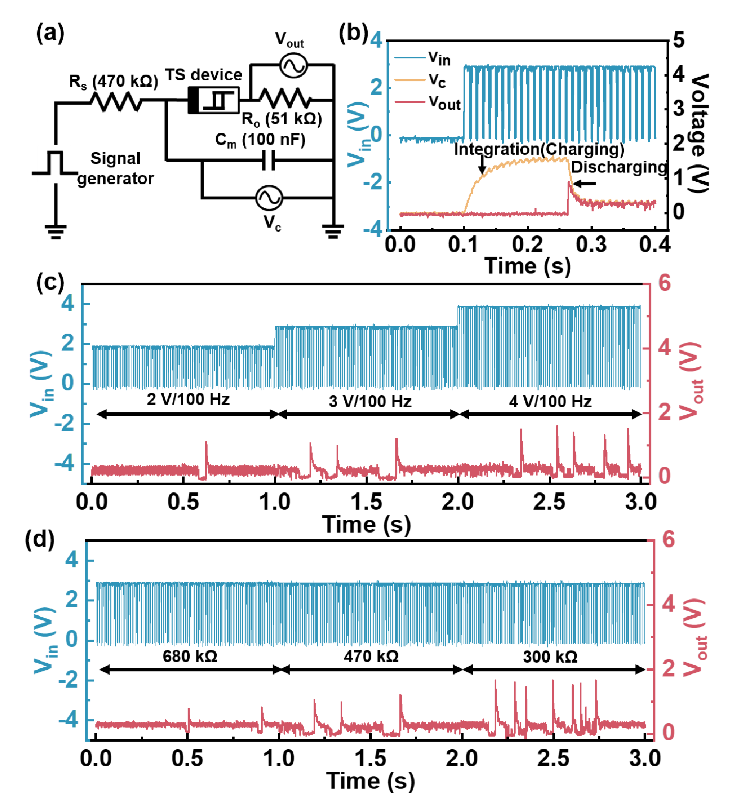 (a)
Vout
Rs (470 kΩ)
TS device
Ro (51 kΩ)
Cm (100 nF)
Signal
generator
Vc
(b)
Vin
Vc
Vout
Integration(Charging)
Discharging
4
2
0
-2
-4
Vin (V)
5
4
3
2
1
0
Voltage (V)
0.0 0.1 0.2 0.3 0.4
Time (s)
(c)
4
2
0
-2
-4
Vin (V)
6
4
2
0
Vout (V)
2 V/100 Hz 3 V/100 Hz 4 V/100 Hz
0.0 0.5 1.0 1.5 2.0 2.5 3.0
Time (s)
(d)
4
2
0
-2
-4
Vin (V)
6
4
2
0
Vout (V)
680 kΩ 470 kΩ 300 kΩ
0.0 0.5 1.0 1.5 2.0 2.5 3.0
Time (s)